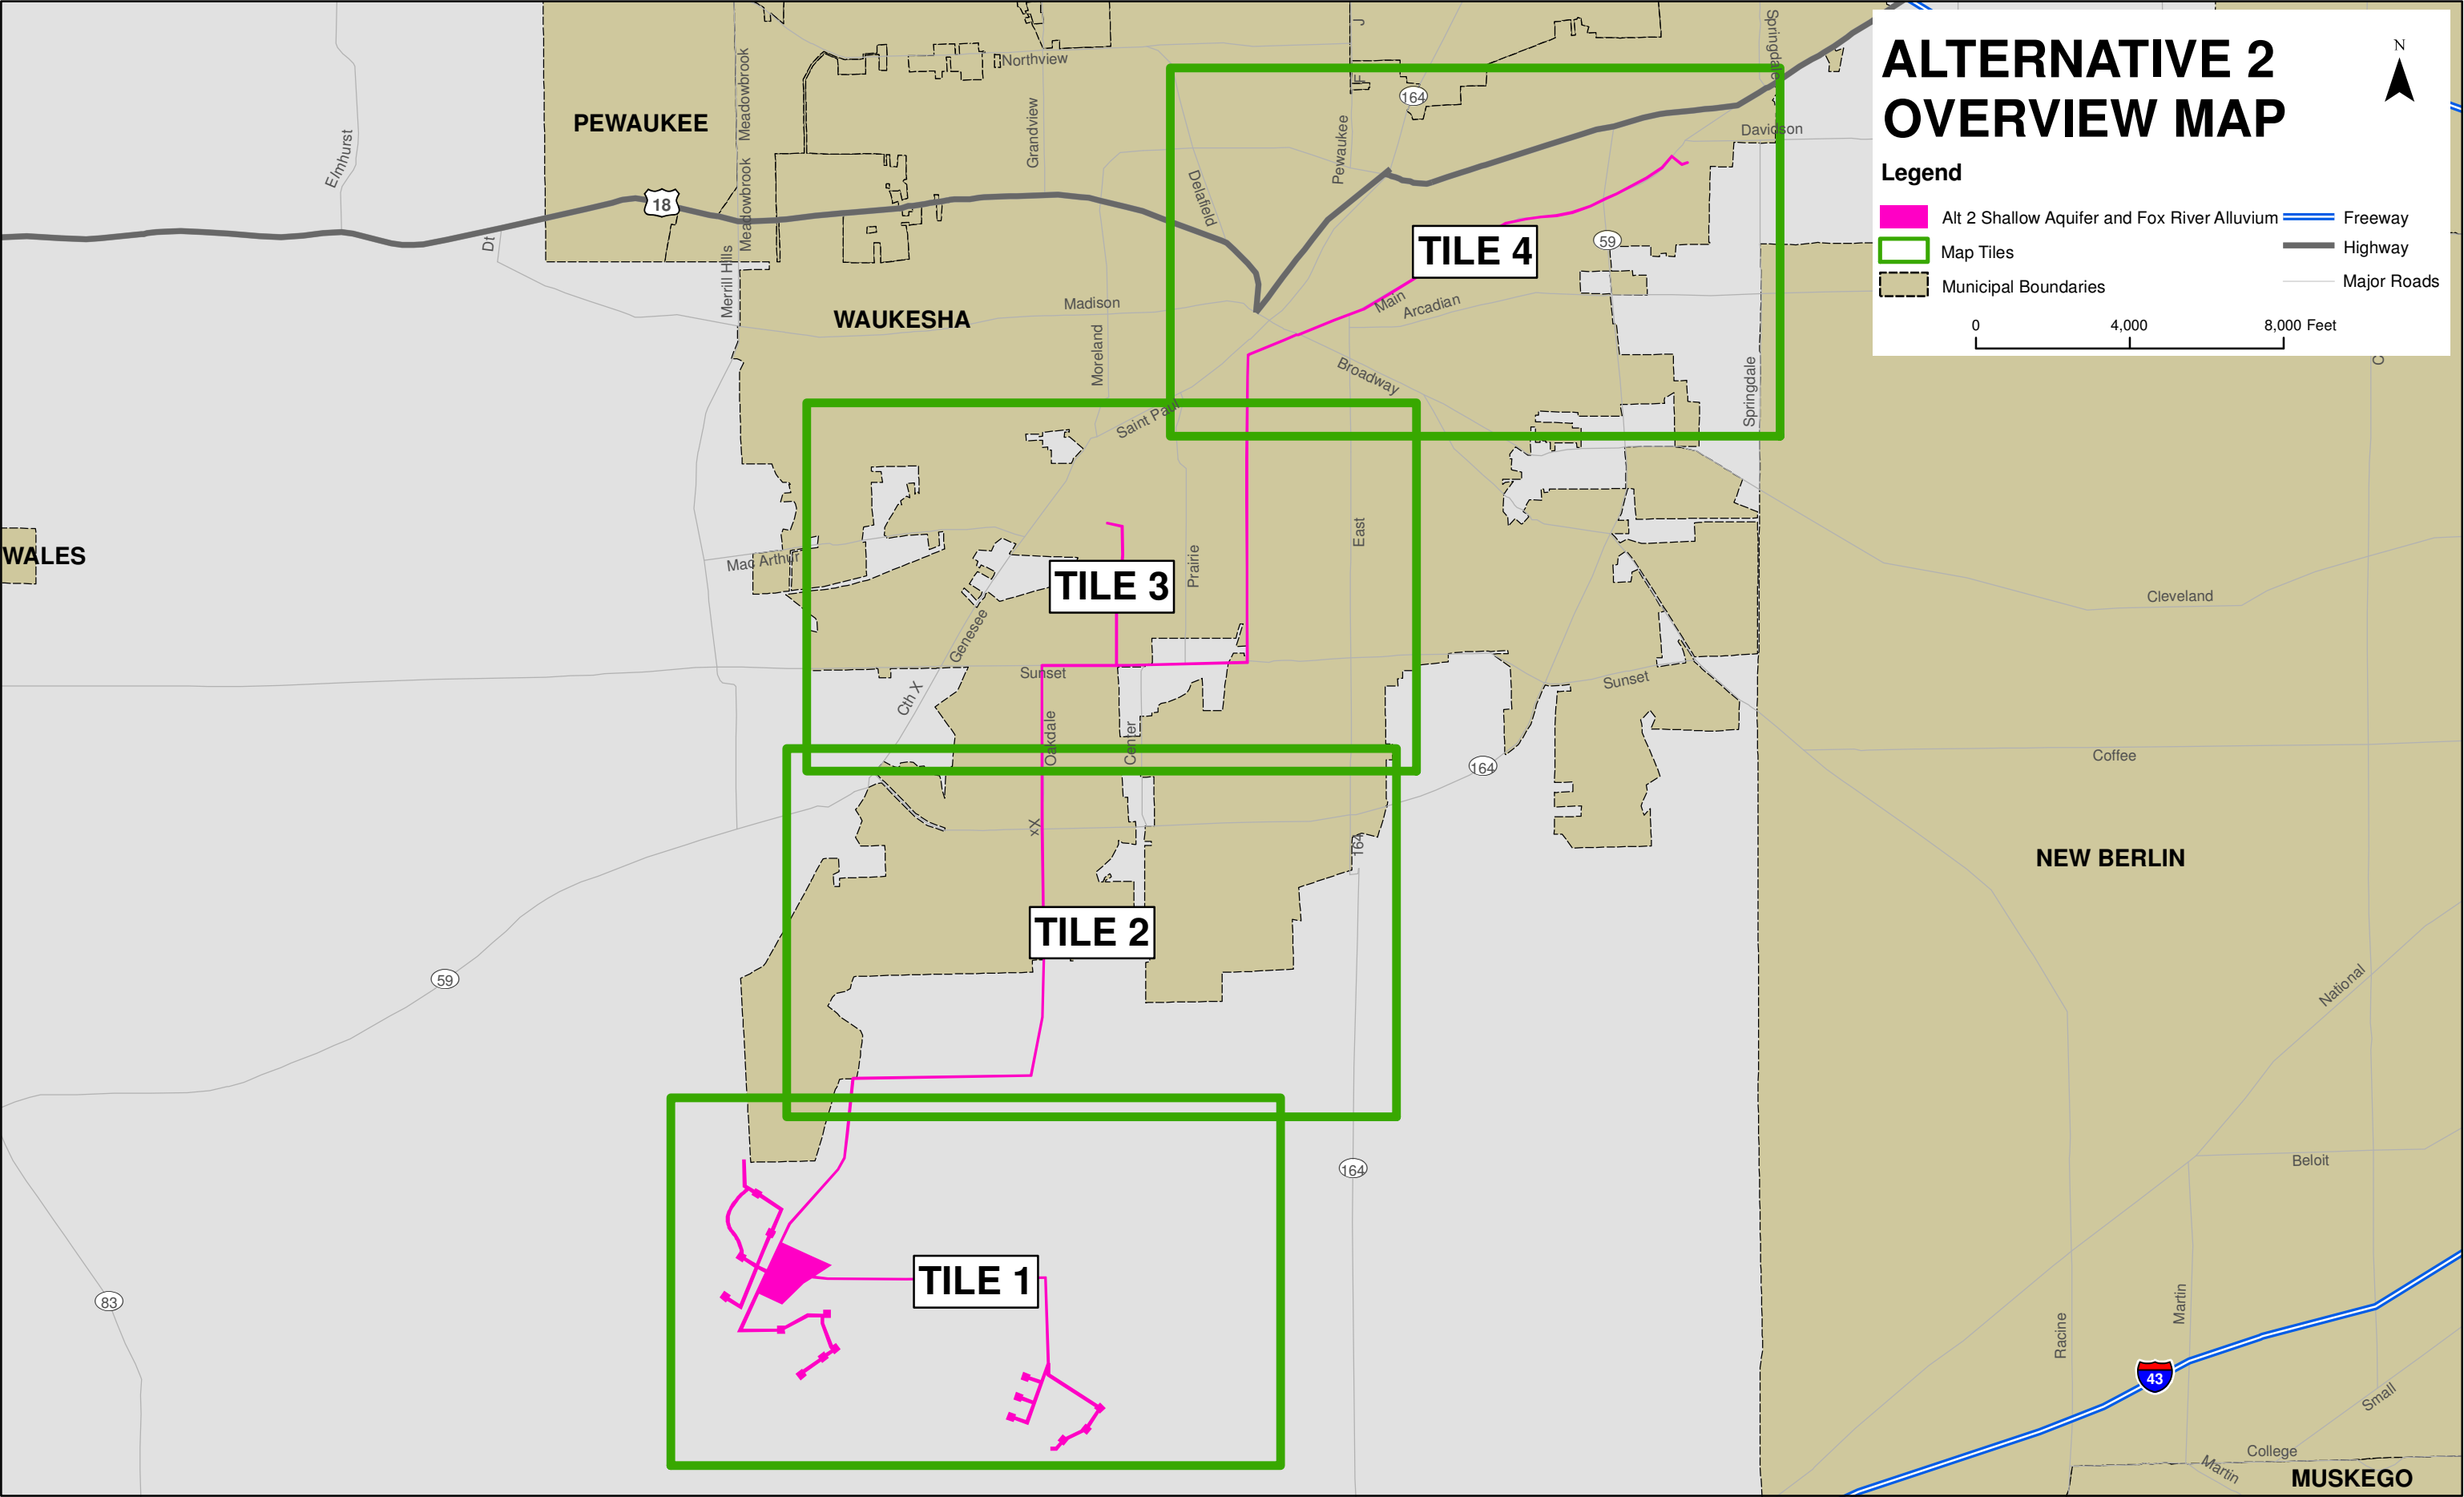 ALTERNATIVE 2
OVERVIEW MAP
N
Legend
Alt 2 Shallow Aquifer and Fox River Alluvium
Map Tiles
Municipal Boundaries
Freeway
Highway
Major Roads
0
4,000
8,000 Feet
PEWAUKEE
WAUKESHA
WALES
NEW BERLIN
MUSKEGO
TILE 4
TILE 3
TILE 2
TILE 1
Northview
Meadowbrook
Meadowbrook
Meadowbrook
Grandview
Elmhurst
18
Dt
Merrill Hills
Delafield
Pewaukee
J
F
164
Springdale
Davidson
59
Madison
Moreland
Main
Arcadian
Broadway
Saint Paul
Springdale
C
Mac Arthur
Prairie
East
Genesee
Cth X
Sunset
Sunset
Oakdale
Center
Cleveland
Coffee
164
164
xX
59
National
164
Beloit
83
Racine
Martin
43
Small
College
Martin